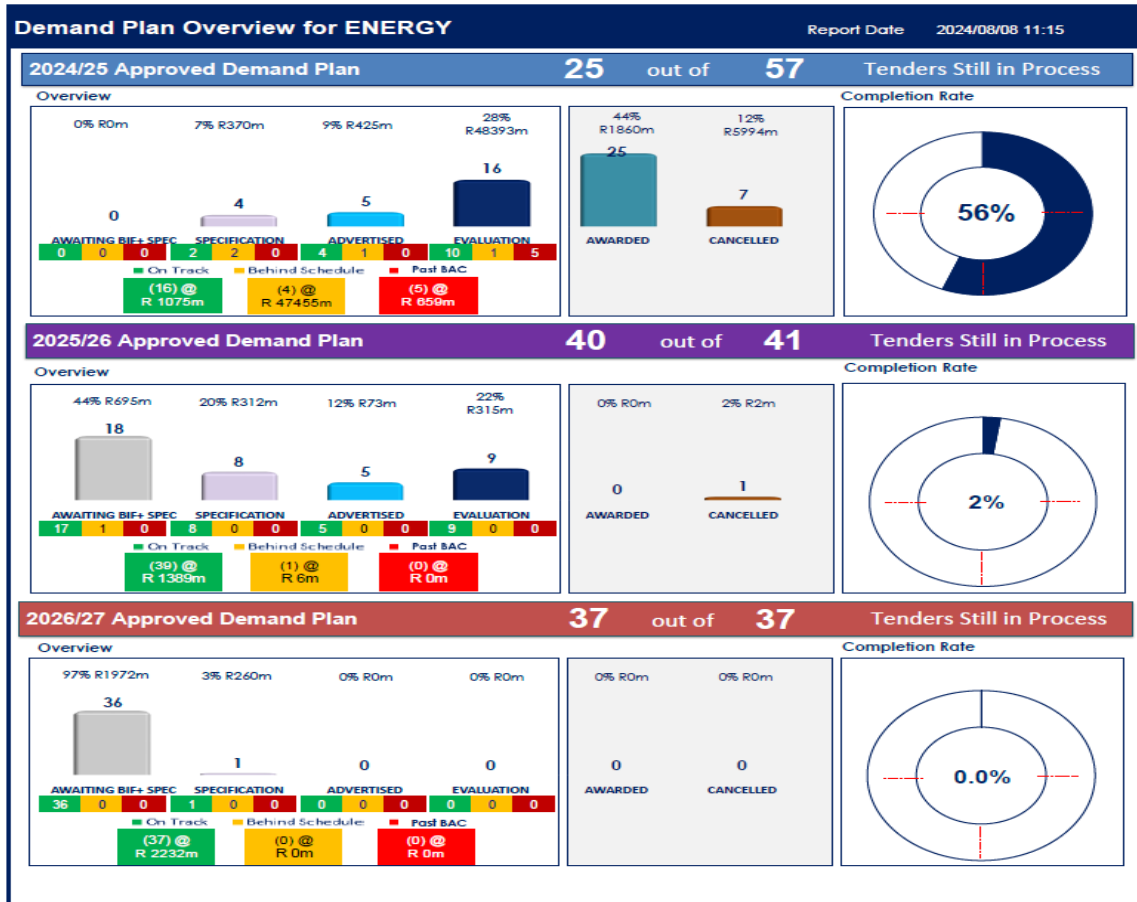 Demand Plan Overview for ENERGY Report Date 2024/08/08 11:15
2024/25 Approved Demand Plan 25 out of 57 Tenders Still in Process
Overview Completion Rate
0% R0m 7% R370m 9% R425m 28% R48393m 44% R1860m 12% R5994m
0 4 5 16 25 7
56%
AWAITING BIF+ SPEC SPECIFICATION ADVERTISED EVALUATION AWARDED CANCELLED
0 0 0 2 2 0 4 1 0 10 1 5
On Track Behind Schedule Past BAC
(16) @ (4) @ (5) @
R 1075m R 47455m R 659m
2025/26 Approved Demand Plan 40 out of 41 Tenders Still in Process
Overview Completion Rate
44% R695m 20% R312m 12% R73m 22% R315m 0% R0m 2% R2m
18 8 5 9 0 1
2%
AWAITING BIF+ SPEC SPECIFICATION ADVERTISED EVALUATION AWARDED CANCELLED
17 1 0 8 0 0 5 0 0 9 0 0
On Track Behind Schedule Past BAC
(39) @ (1) @ (0) @
R 1389m R 6m R 0m
2026/27 Approved Demand Plan 37 out of 37 Tenders Still in Process
Overview Completion Rate
97% R1972m 3% R260m 0% R0m 0% R0m 0% R0m 0% R0m
36 1 0 0 0 0
0.0%
AWAITING BIF+ SPEC SPECIFICATION ADVERTISED EVALUATION AWARDED CANCELLED
36 0 0 1 0 0 0 0 0 0 0 0
On Track Behind Schedule Past BAC
(37) @ (0) @ (0) @
R 2232m R 0m R 0m